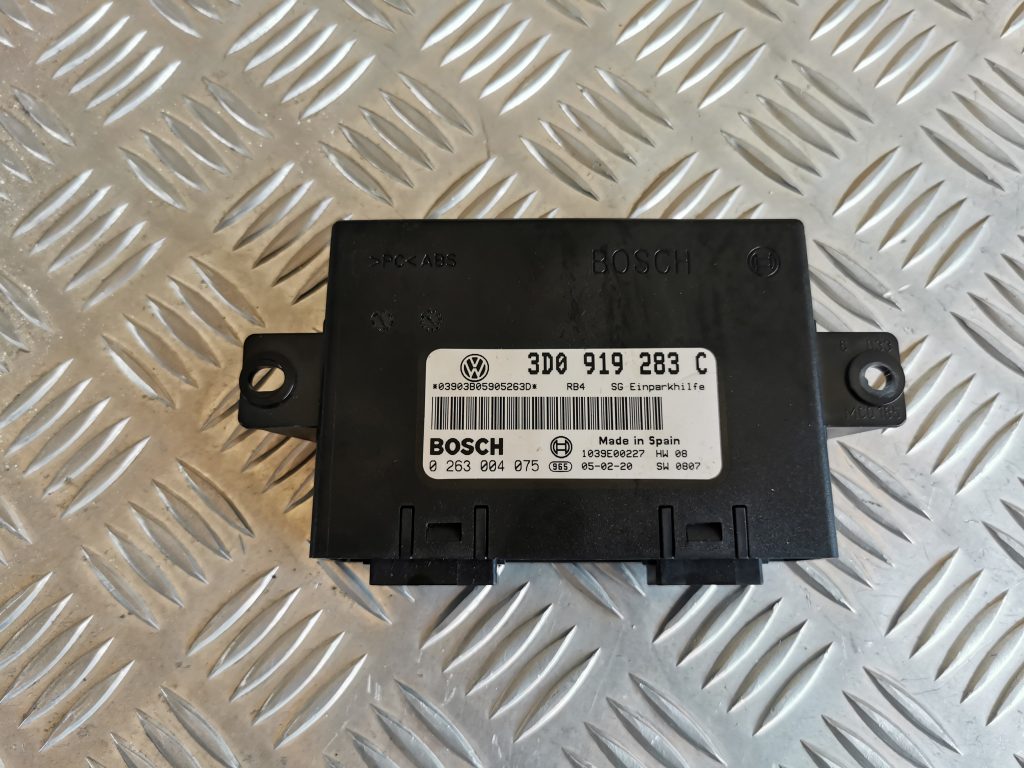 >PC<ABS BOSCH
3D0 919 283 C
*03903B05905263D* RB4 SG Einparkhilfe
BOSCH Made in Spain
1039E00227 HW 08
0 263 004 075 965 05-02-20 SW 0807